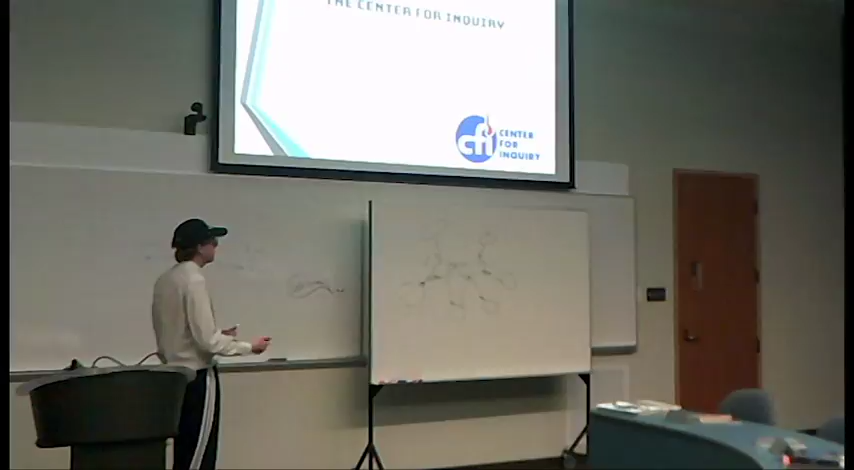 THE CENTER FOR INQUIRY
cfi
CENTER
FOR
INQUIRY